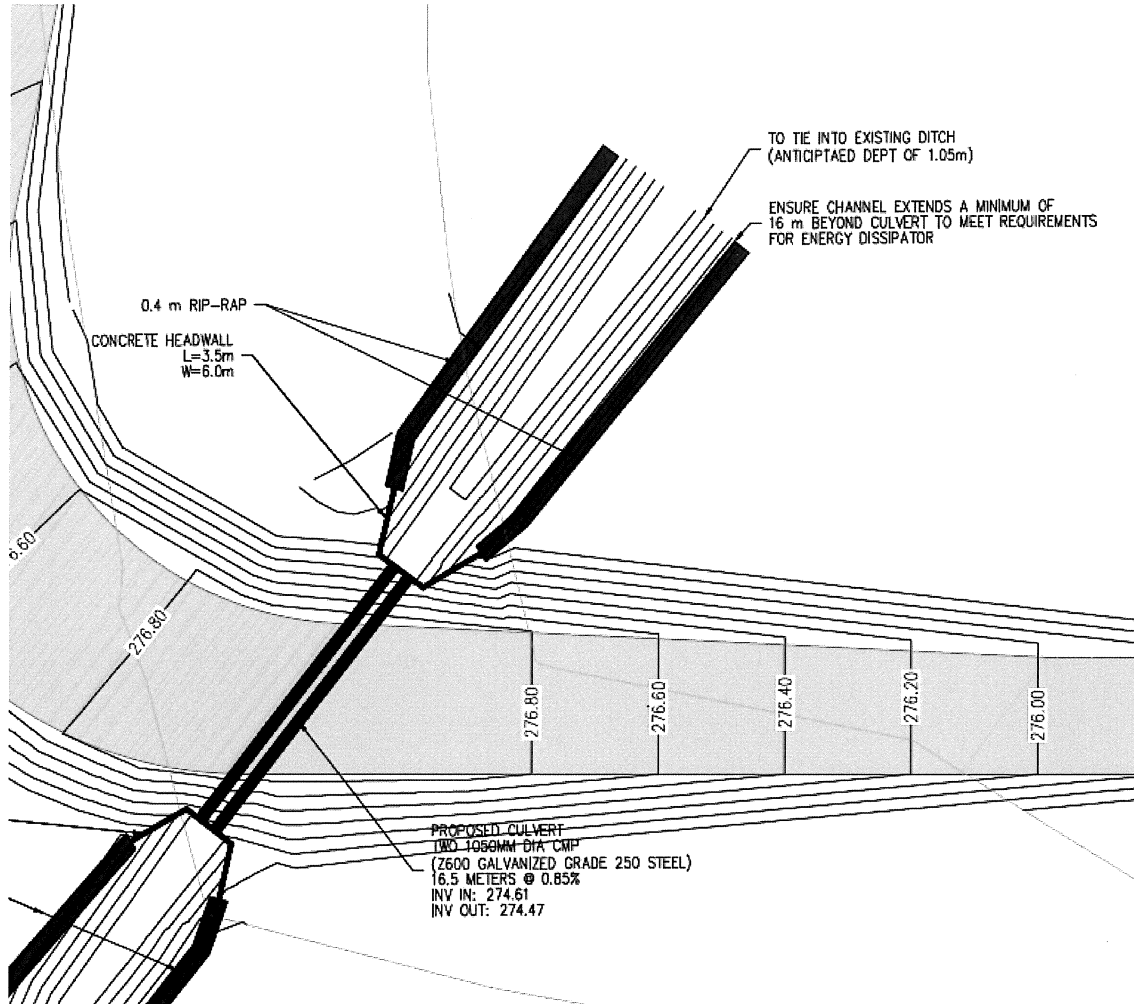 TO TIE INTO EXISTING DITCH
(ANTICIPTAED DEPT OF 1.05m)
ENSURE CHANNEL EXTENDS A MINIMUM OF
16 m BEYOND CULVERT TO MEET REQUIREMENTS
FOR ENERGY DISSIPATOR
0.4 m RIP-RAP
CONCRETE HEADWALL
L=3.5m
W=6.0m
6.60
276.80
276.80
276.60
276.40
276.20
276.00
PROPOSED CULVERT
TWO 1050MM DIA CMP
(Z600 GALVANIZED GRADE 250 STEEL)
16.5 METERS @ 0.85%
INV IN: 274.61
INV OUT: 274.47